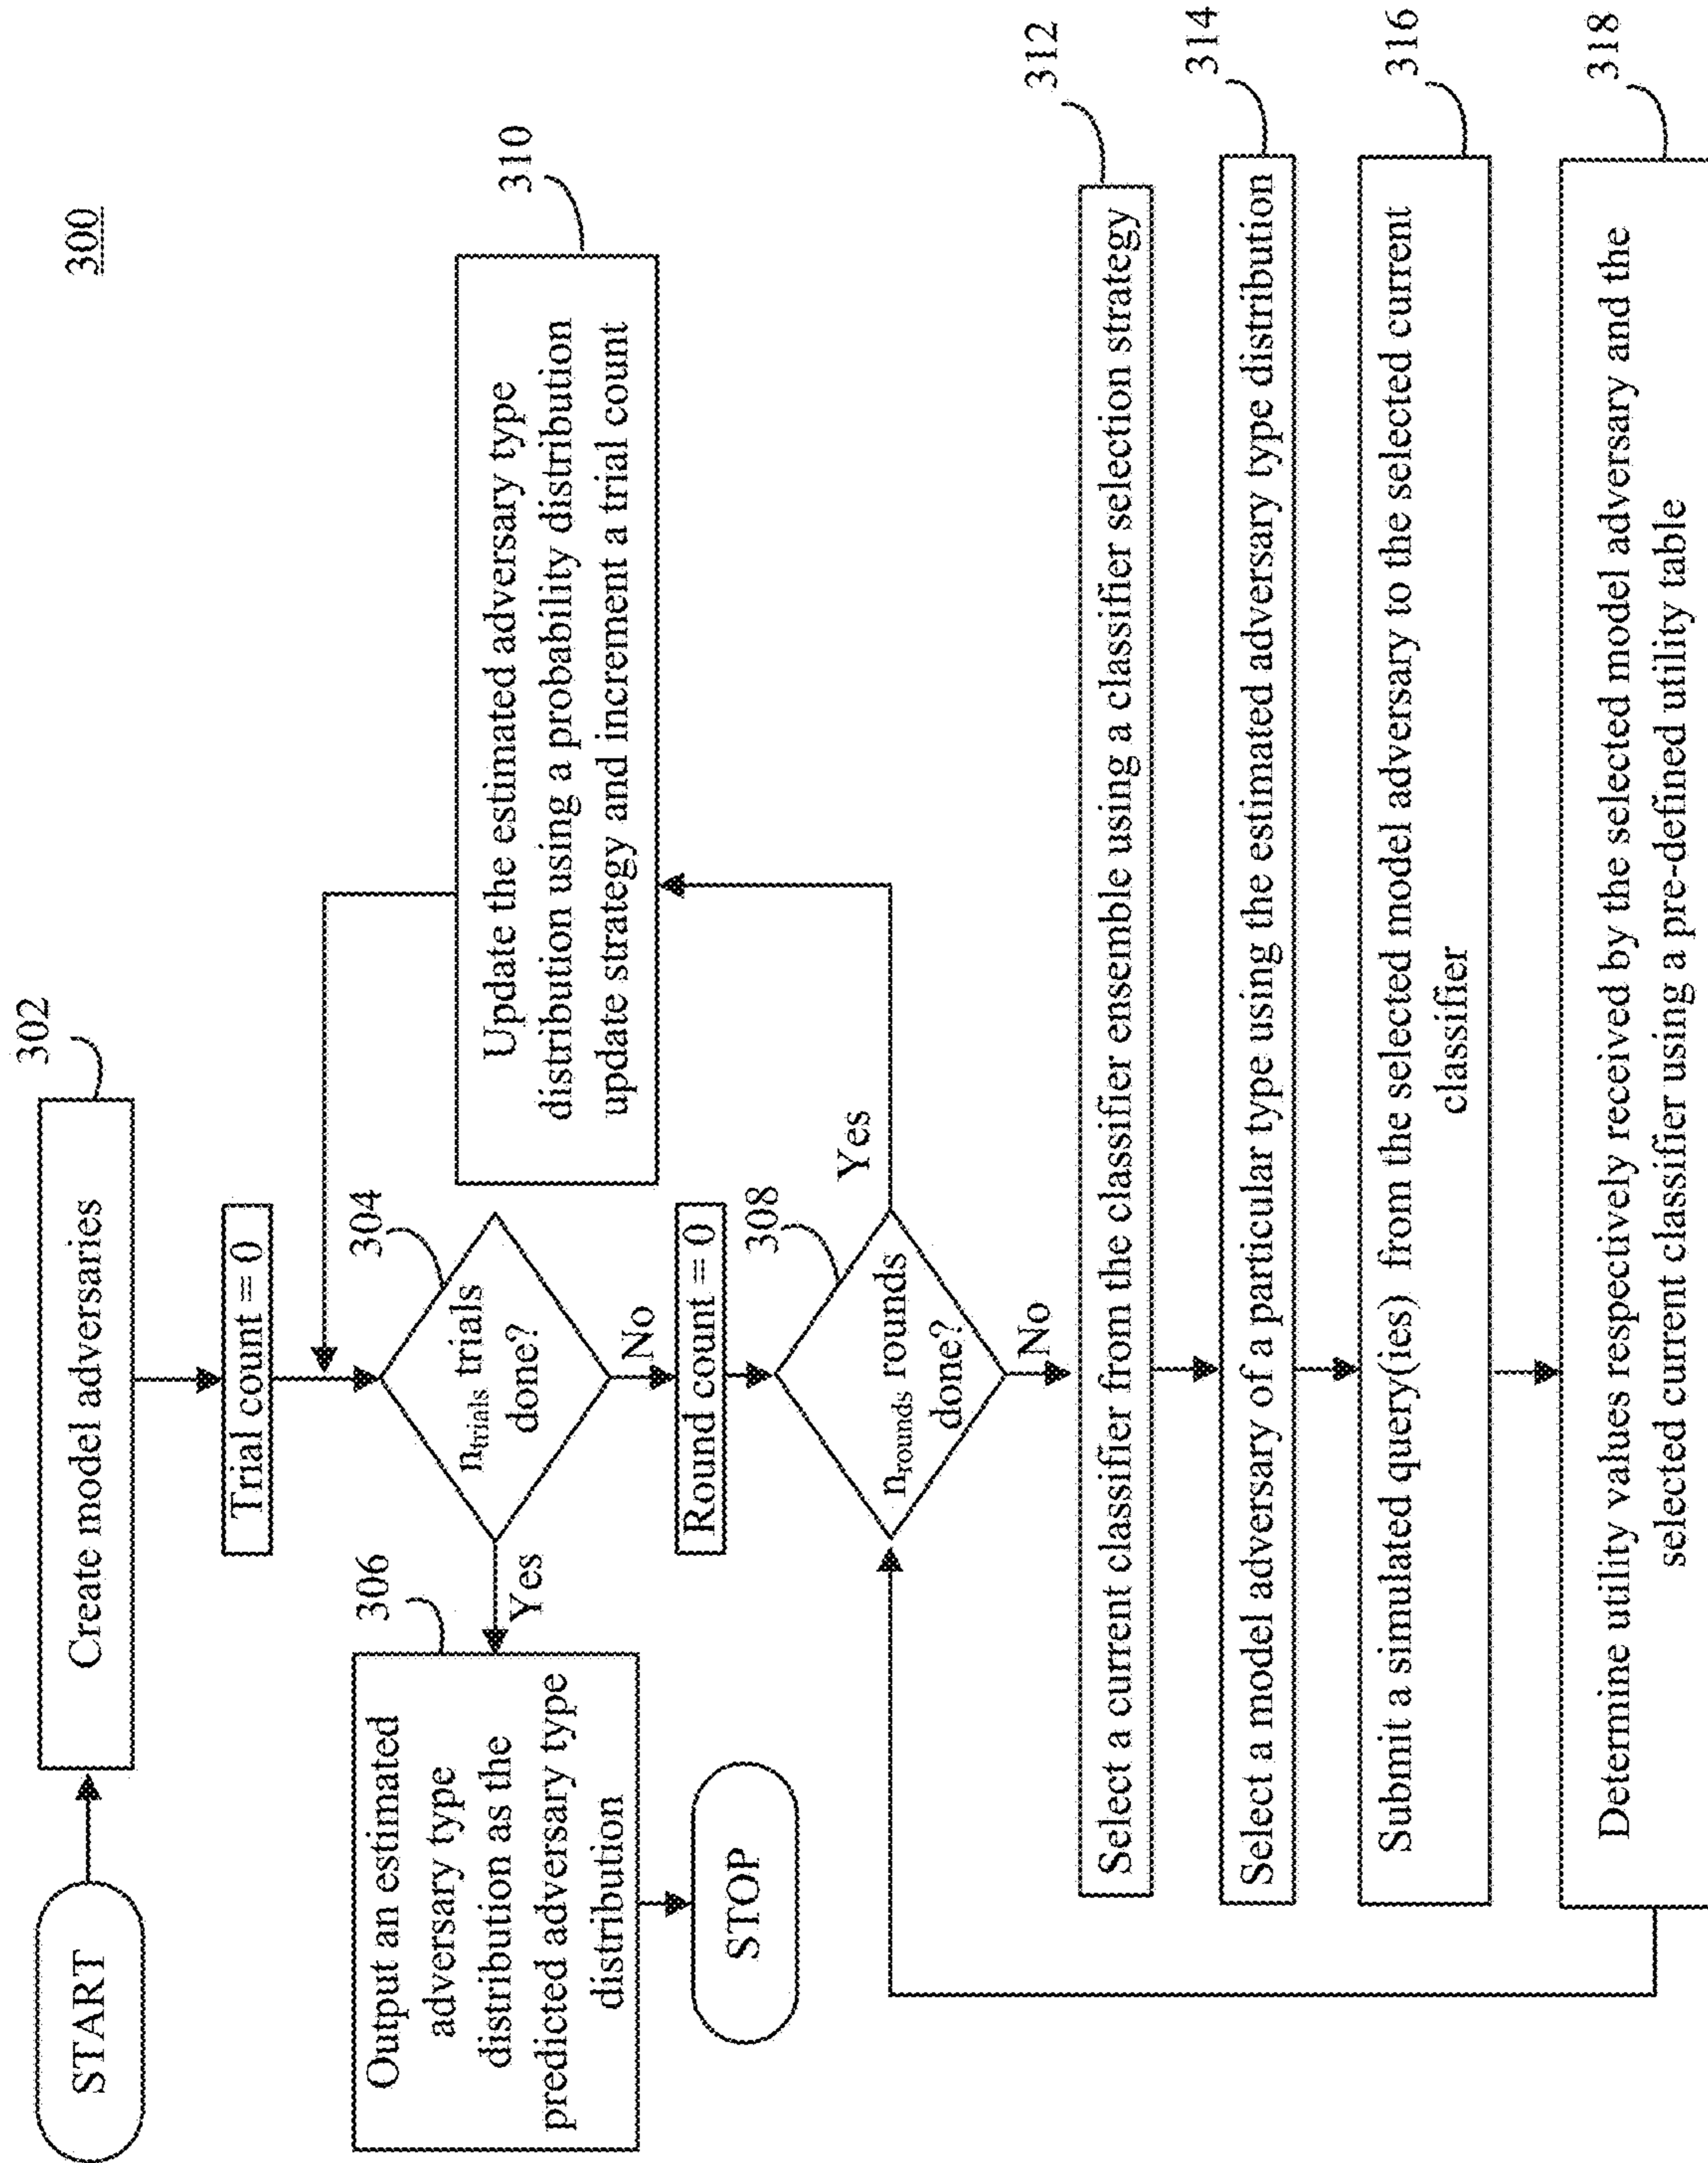 300
START
302
Create model adversaries
Trial count = 0
304
n_trials trials
done?
Yes
No
306
Output an estimated
adversary type
distribution as the
predicted adversary type
distribution
STOP
310
Update the estimated adversary type
distribution using a probability distribution
update strategy and increment a trial count
Round count = 0
308
n_rounds rounds
done?
Yes
No
312
Select a current classifier from the classifier ensemble using a classifier selection strategy
314
Select a model adversary of a particular type using the estimated adversary type distribution
316
Submit a simulated query(ies) from the selected model adversary to the selected current
classifier
318
Determine utility values respectively received by the selected model adversary and the
selected current classifier using a pre-defined utility table